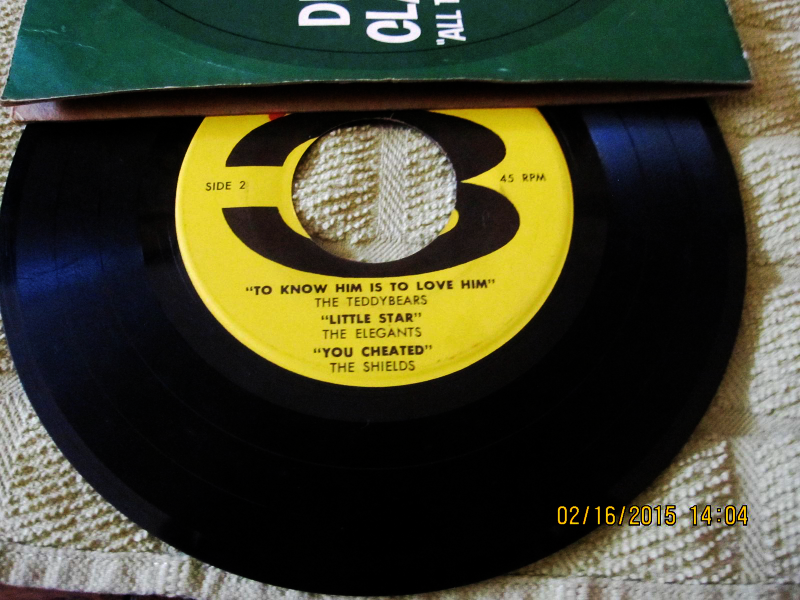 SIDE 2
45 RPM
"TO KNOW HIM IS TO LOVE HIM"
THE TEDDYBEARS
"LITTLE STAR"
THE ELEGANTS
"YOU CHEATED"
THE SHIELDS
"ALL
02/16/2015 14:04